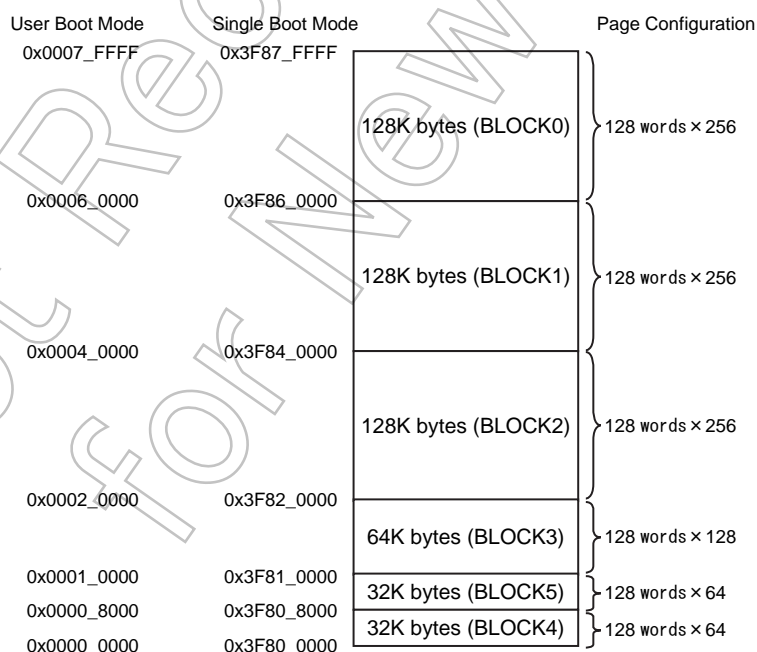 User Boot Mode Single Boot Mode Page Configuration
0x0007_FFFF 0x3F87_FFFF
128K bytes (BLOCK0) 128 words×256
0x0006_0000 0x3F86_0000
128K bytes (BLOCK1) 128 words×256
0x0004_0000 0x3F84_0000
128K bytes (BLOCK2) 128 words×256
0x0002_0000 0x3F82_0000
64K bytes (BLOCK3) 128 words×128
0x0001_0000 0x3F81_0000
32K bytes (BLOCK5) 128 words×64
0x0000_8000 0x3F80_8000
32K bytes (BLOCK4) 128 words×64
0x0000_0000 0x3F80_0000
for New